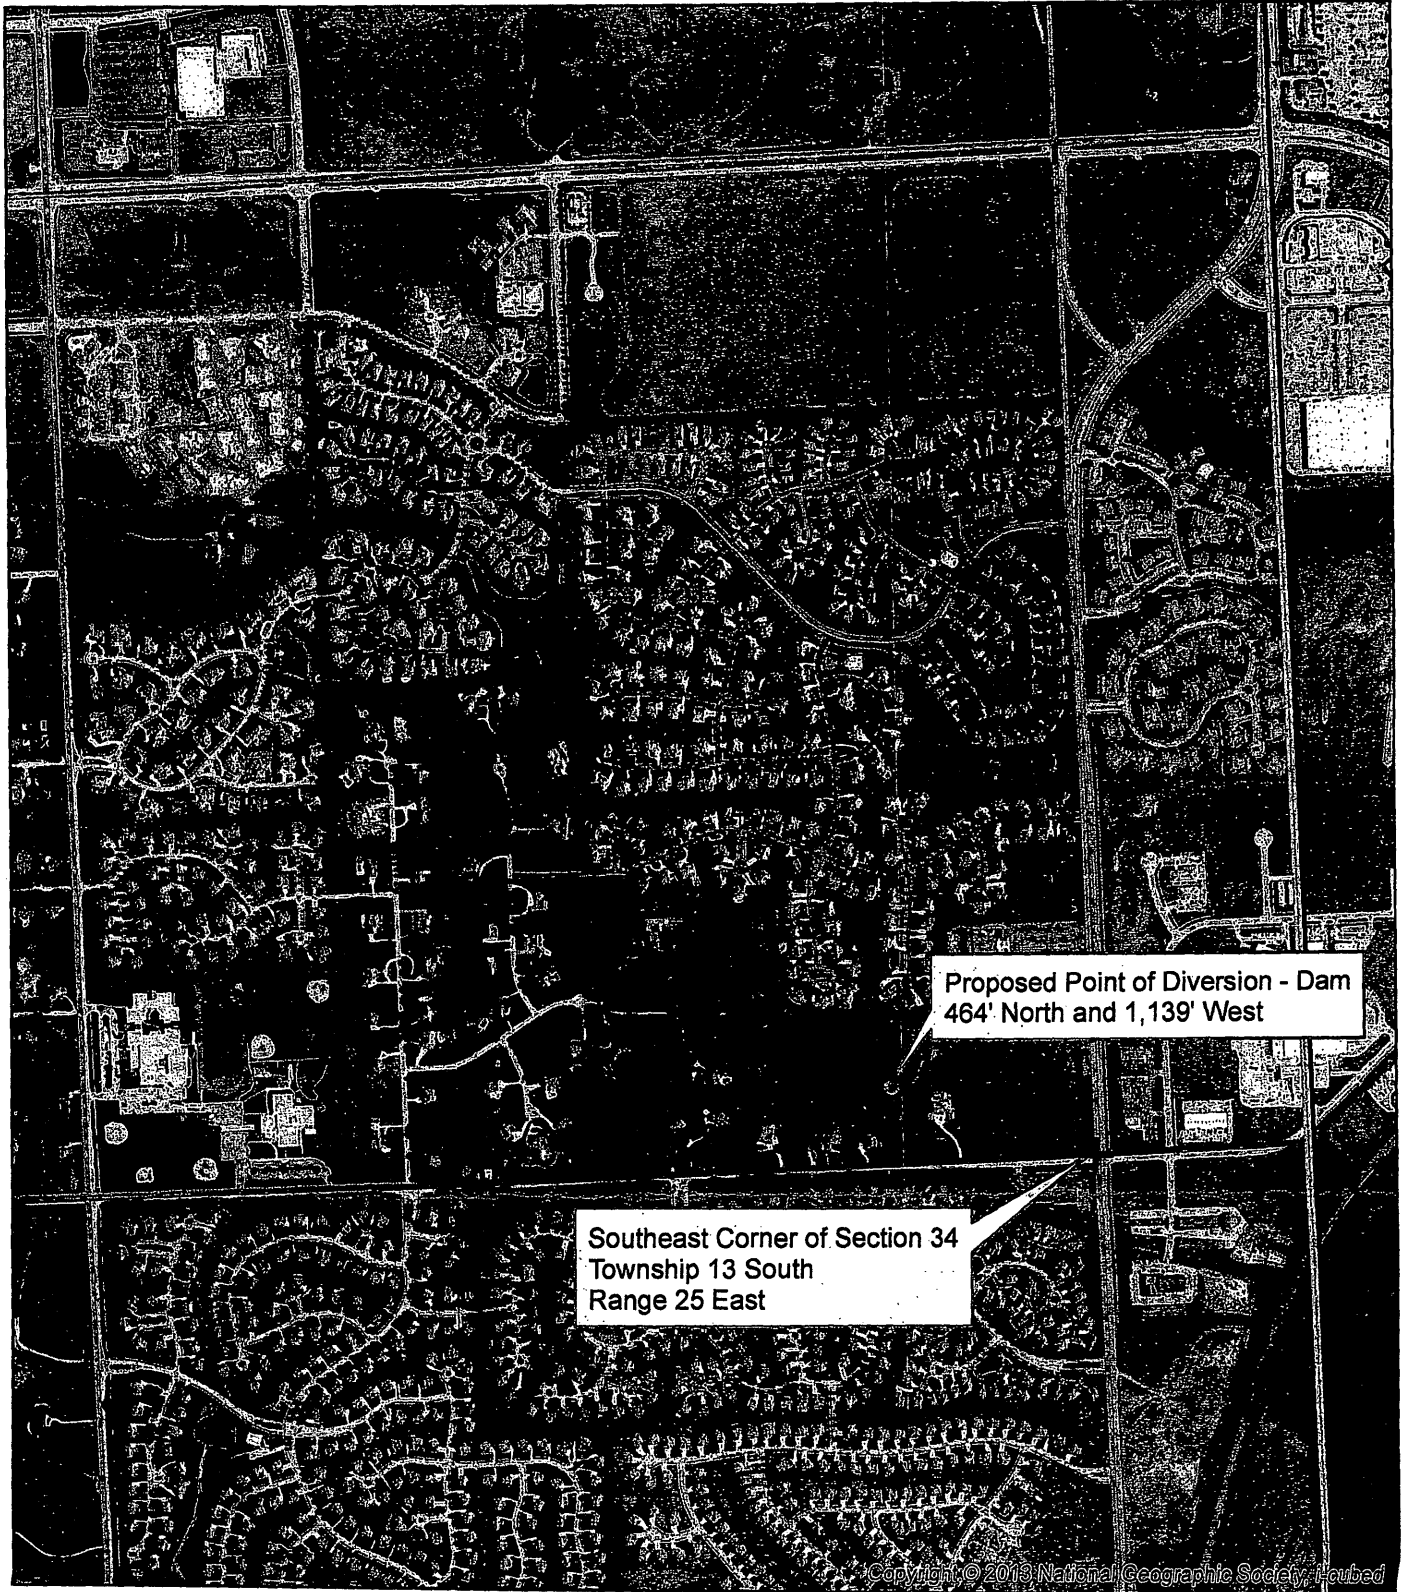 Proposed Point of Diversion - Dam
464' North and 1,139' West
Southeast Corner of Section 34
Township 13 South
Range 25 East
Copyright © 2013 National Geographic Society, i-cubed